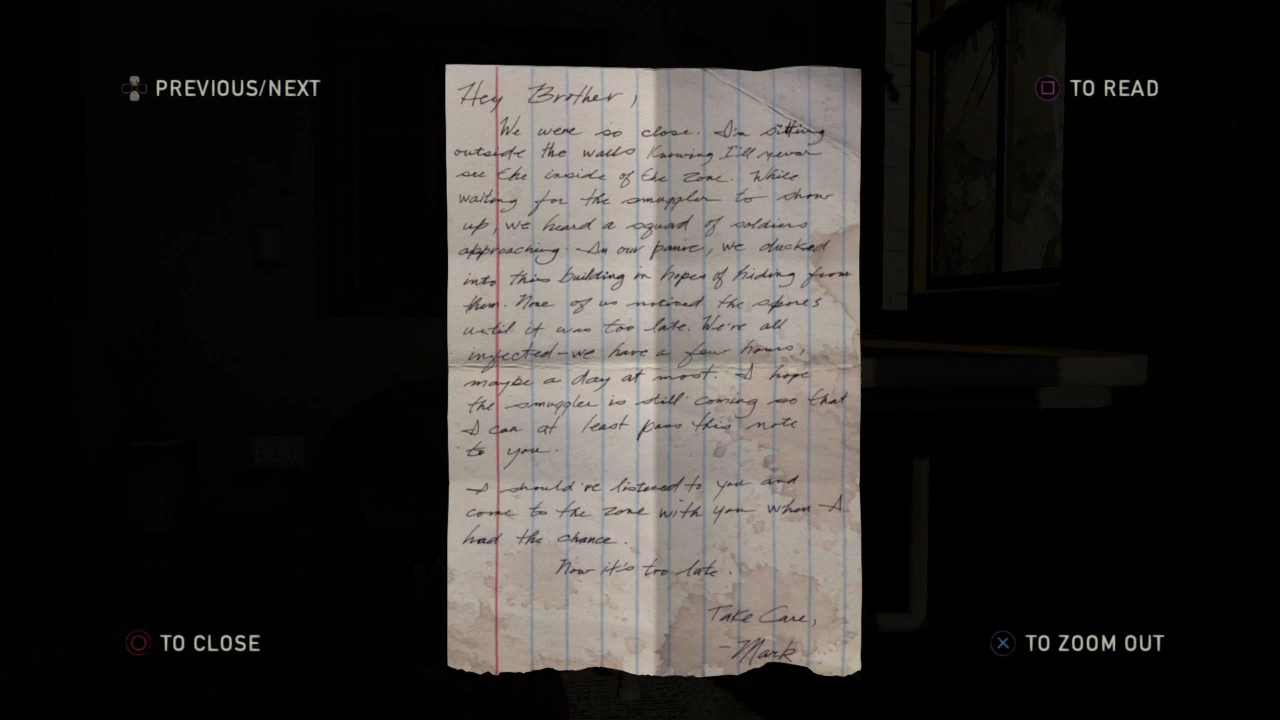 PREVIOUS/NEXT
TO READ
Hey Brother,
We were so close. I'm sitting
outside the walls knowing I'll never
see the inside of the zone. While
waiting for the smuggler to show
up, we heard a squad of soldiers
approaching. In our panic, we ducked
into this building in hopes of hiding from
them. None of us noticed the spores
until it was too late. We're all
infected-we have a few hours,
maybe a day at most. I hope
the smuggler is still coming so that
I can at least pass this note
to you.
I should've listened to you and
come to the zone with you when I
had the chance.
Now it's too late.
Take Care,
-Mark
TO CLOSE
TO ZOOM OUT